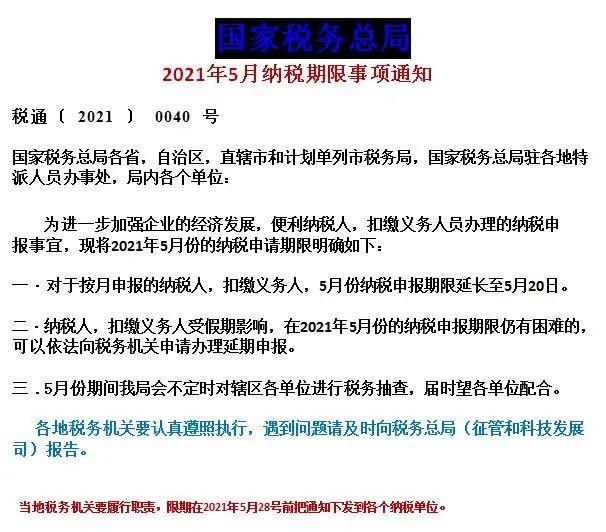 国家税务总局
2021年5月纳税期限事项通知
税通〔 2021 〕 0040 号
国家税务总局各省，自治区，直辖市和计划单列市税务局，国家税务总局驻各地特
派人员办事处，局内各个单位：
为进一步加强企业的经济发展，便利纳税人，扣缴义务人员办理的纳税申
报事宜，现将2021年5月份的纳税申请期限明确如下：
一 · 对于按月申报的纳税人，扣缴义务人，5月份纳税申报期限延长至5月20日。
二 · 纳税人，扣缴义务人受假期影响，在2021年5月份的纳税申报期限仍有困难的，
可以依法向税务机关申请办理延期申报。
三 . 5月份期间我局会不定时对辖区各单位进行税务抽查，届时望各单位配合。
各地税务机关要认真遵照执行，遇到问题请及时向税务总局（征管和科技发展
司）报告。
当地税务机关要履行职责，限期在2021年5月28号前把通知下发到各个纳税单位。